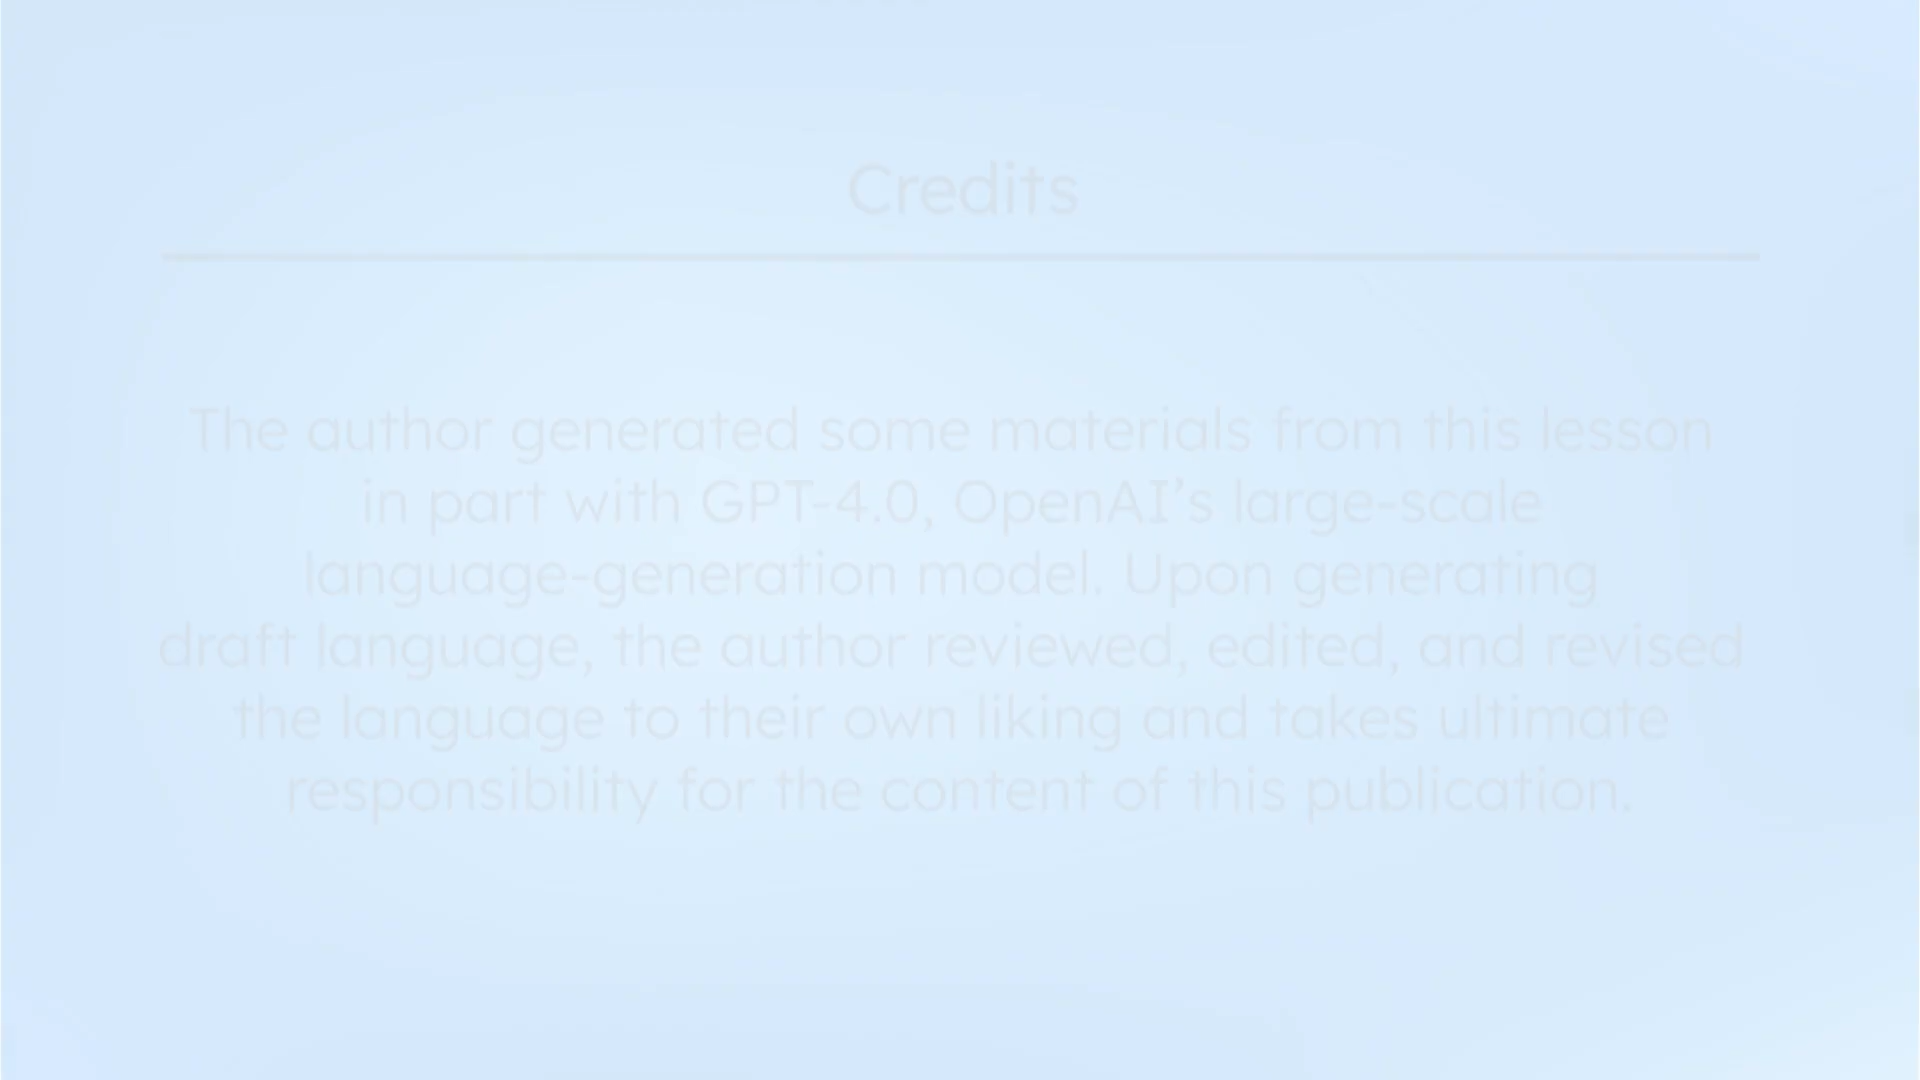 Credits
The author generated some materials from this lesson
in part with GPT-4.0, OpenAI’s large-scale
language-generation model. Upon generating
draft language, the author reviewed, edited, and revised
the language to their own liking and takes ultimate
responsibility for the content of this publication.